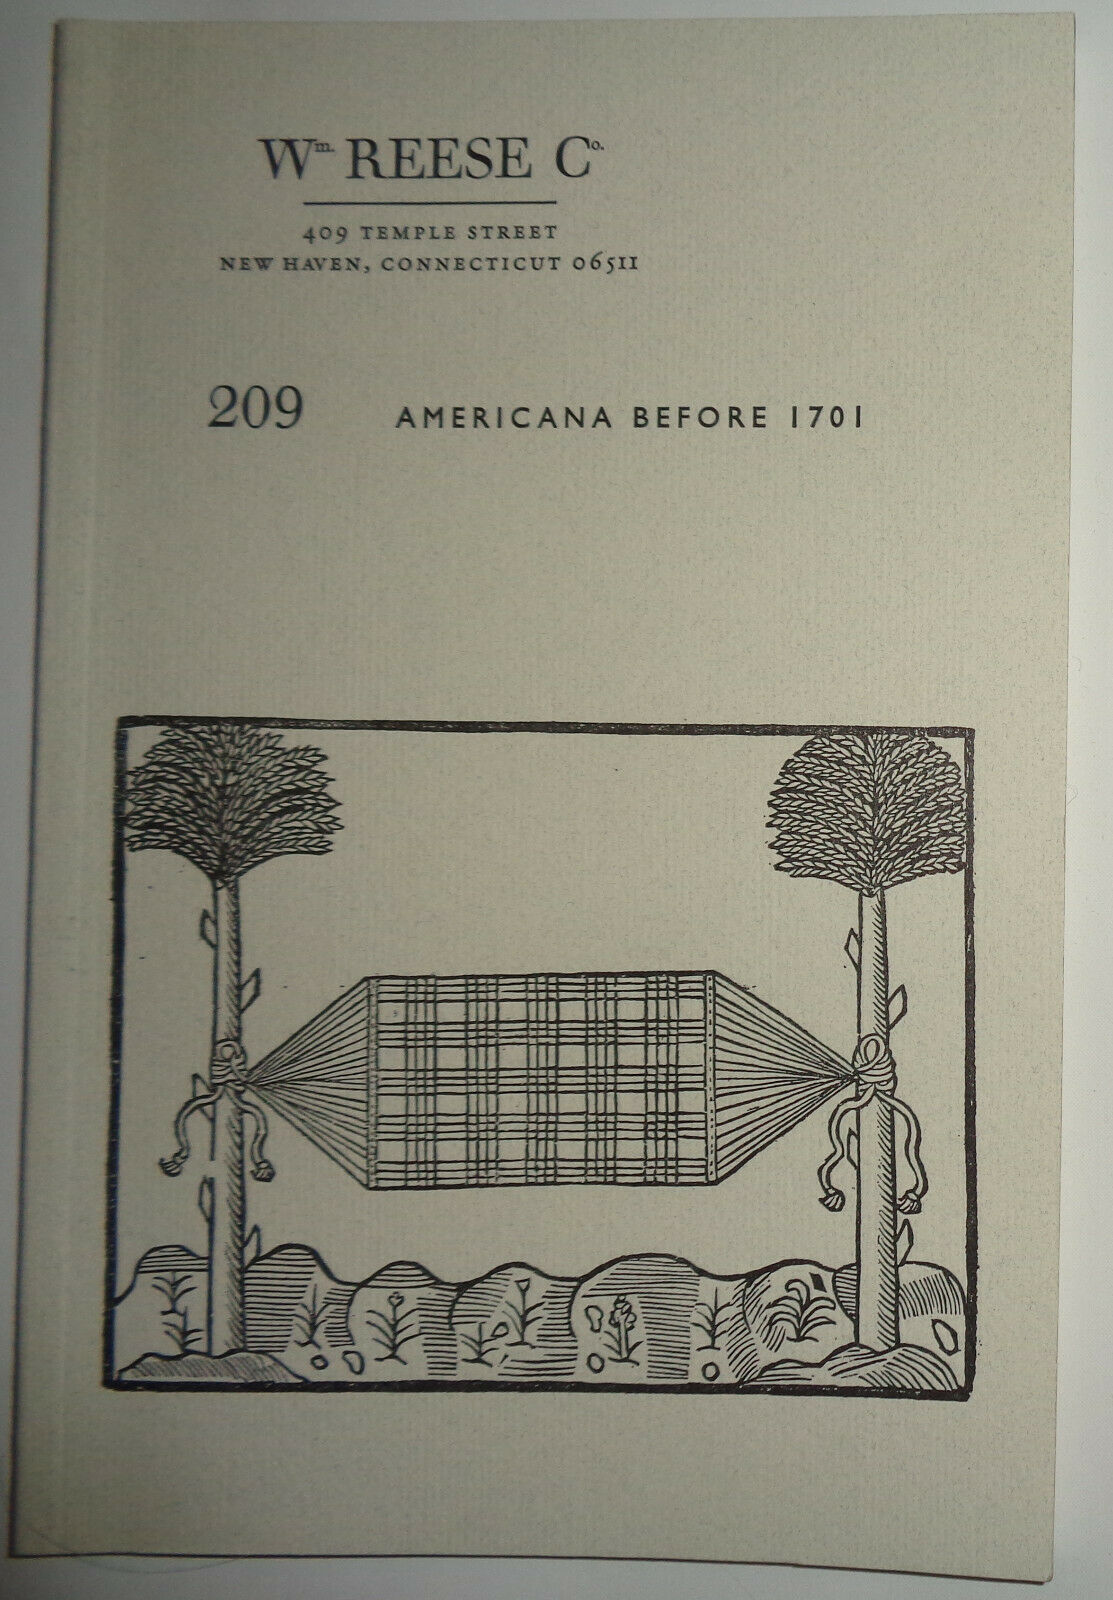 Wm. REESE Co.
409 TEMPLE STREET
NEW HAVEN, CONNECTICUT 06511
209 AMERICANA BEFORE 1701